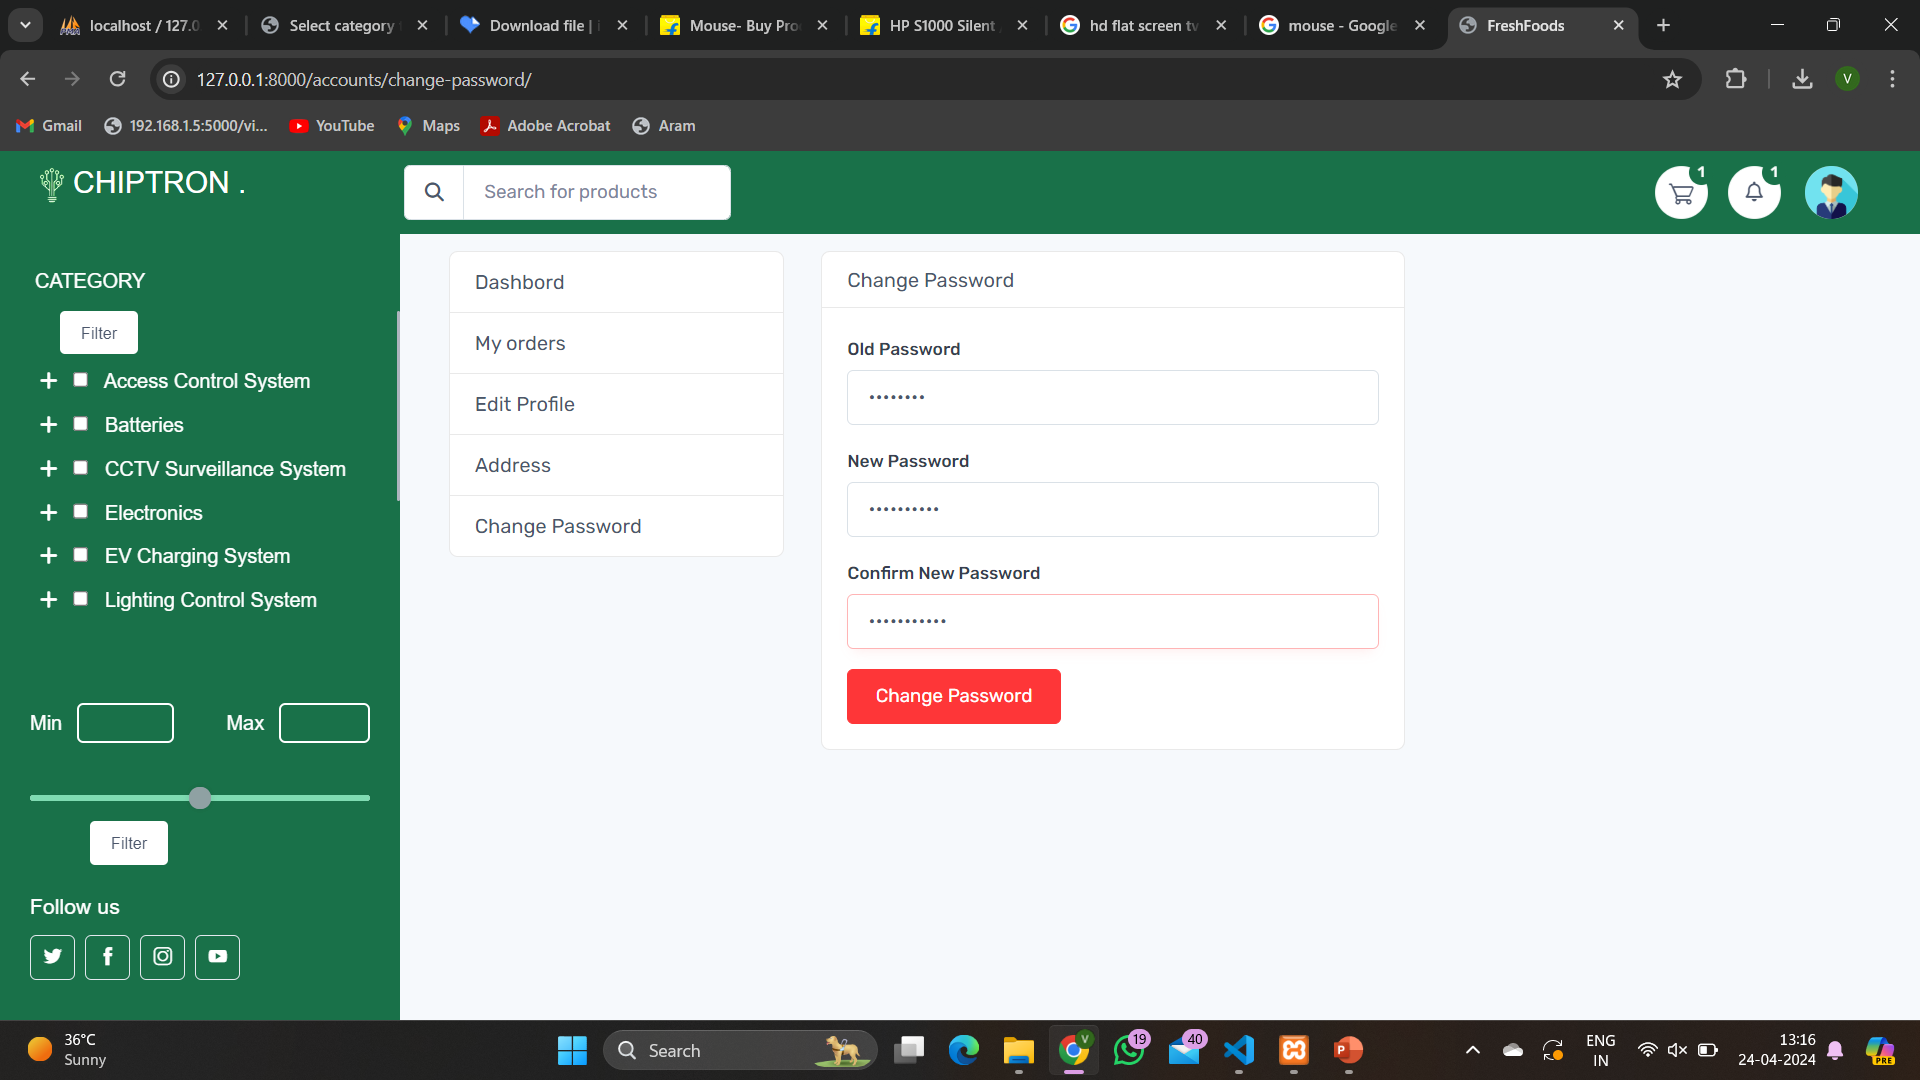 localhost / 127.0.
Select category
Download file | i
Mouse- Buy Pro
HP S1000 Silent
hd flat screen tv
mouse - Google
FreshFoods
127.0.0.1:8000/accounts/change-password/
Gmail
192.168.1.5:5000/vi...
YouTube
Maps
Adobe Acrobat
Aram
V
CHIPTRON .
Search for products
1
1
CATEGORY
Filter
Access Control System
Batteries
CCTV Surveillance System
Electronics
EV Charging System
Lighting Control System
Min
Max
Filter
Follow us
Dashbord
My orders
Edit Profile
Address
Change Password
Change Password
Old Password
••••••••
New Password
••••••••••
Confirm New Password
•••••••••••
Change Password
36°C
Sunny
Search
V
19
40
P
ENG
IN
13:16
24-04-2024
PRE